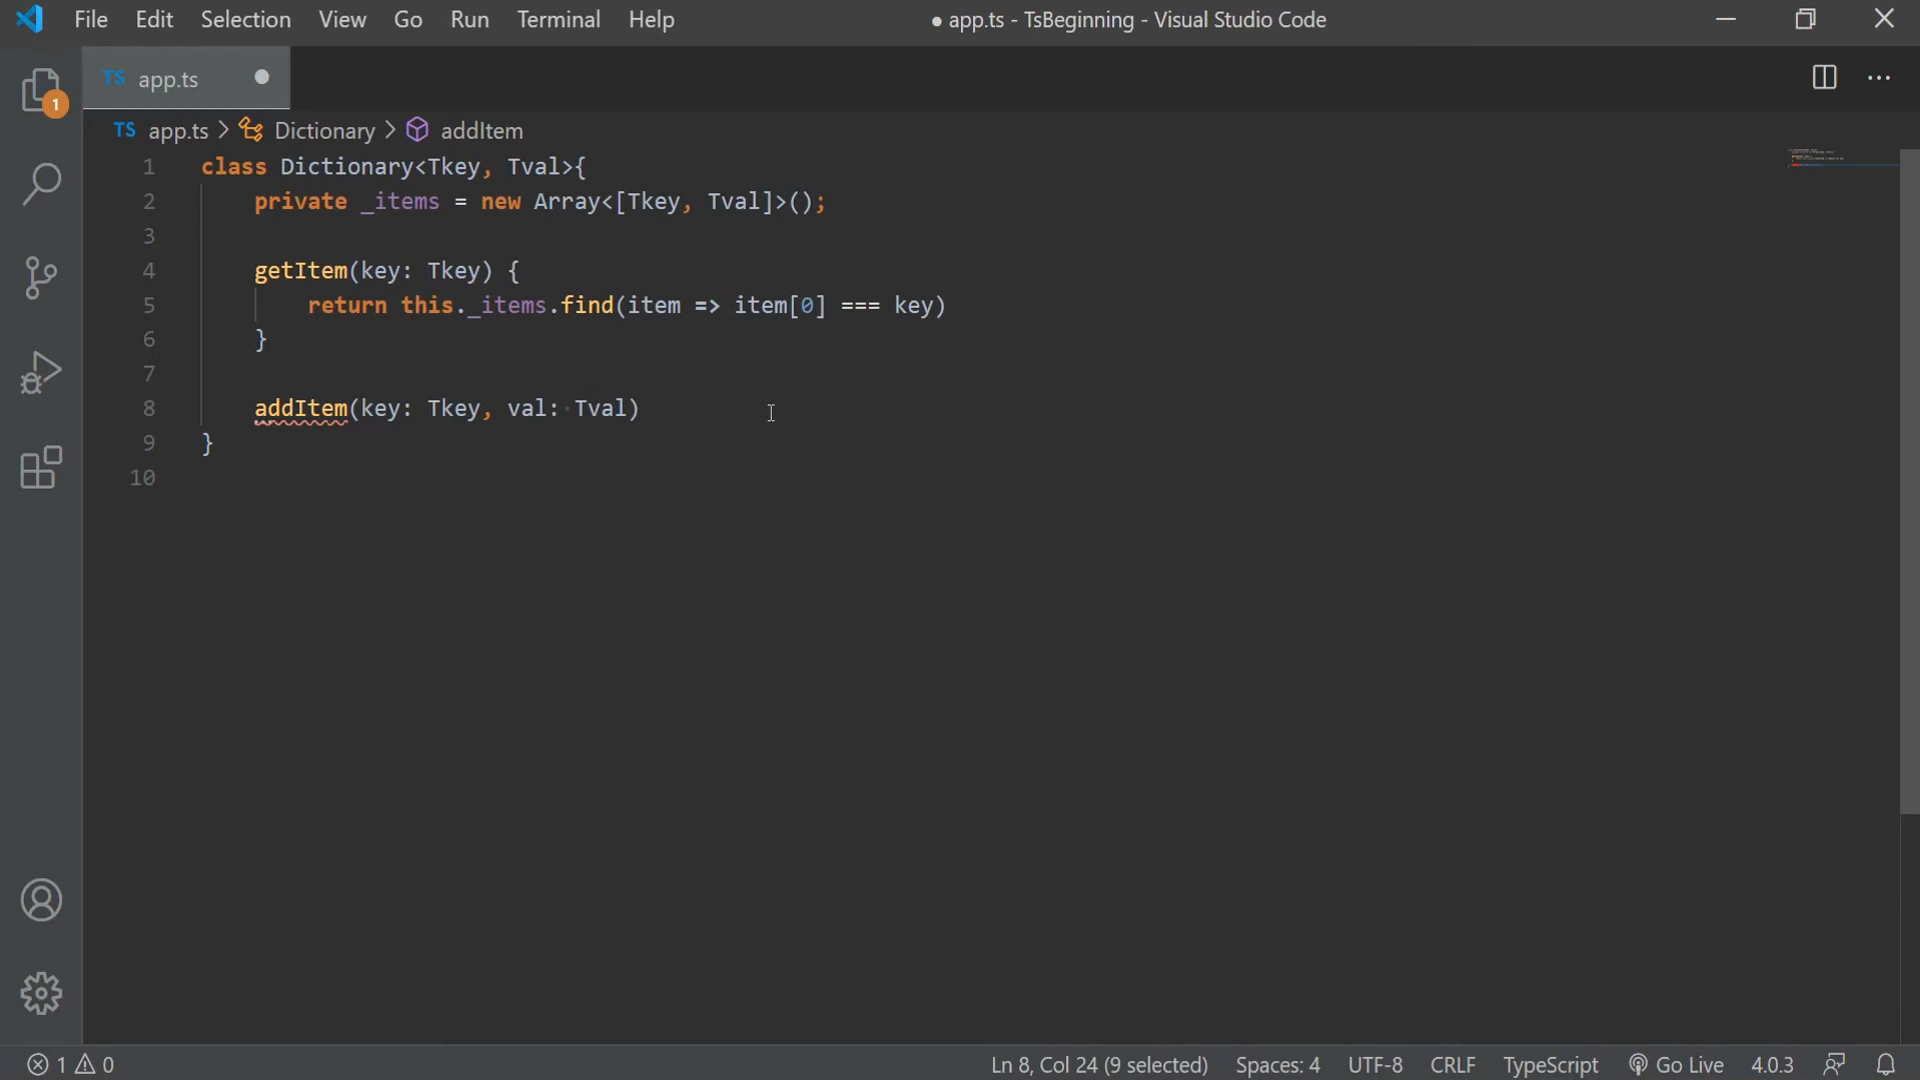 File Edit Selection View Go Run Terminal Help ● app.ts - TsBeginning - Visual Studio Code
TS app.ts
1
TS app.ts > Dictionary > addItem
1 class Dictionary<Tkey, Tval>{
2 private _items = new Array<[Tkey, Tval]>();
3
4 getItem(key: Tkey) {
5 return this._items.find(item => item[0] === key)
6 }
7
8 addItem(key: Tkey, val: Tval)
9 }
10
1 0 Ln 8, Col 24 (9 selected) Spaces: 4 UTF-8 CRLF TypeScript Go Live 4.0.3